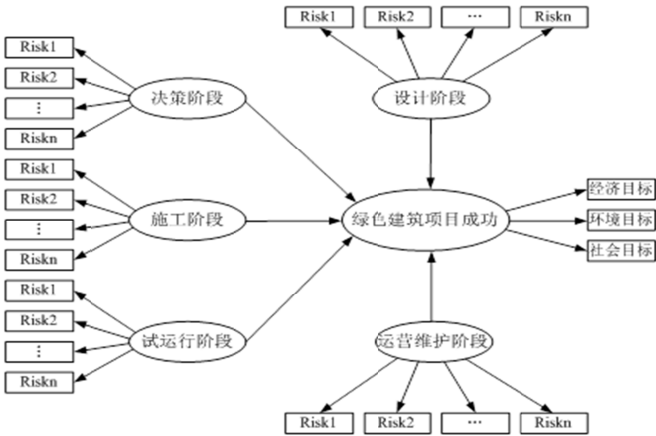 Risk1
Risk2
…
Riskn
Risk1
Risk2
⋮
Riskn
决策阶段
设计阶段
Risk1
Risk2
⋮
Riskn
施工阶段
绿色建筑项目成功
经济目标
环境目标
社会目标
Risk1
Risk2
⋮
Riskn
试运行阶段
运营维护阶段
Risk1
Risk2
…
Riskn